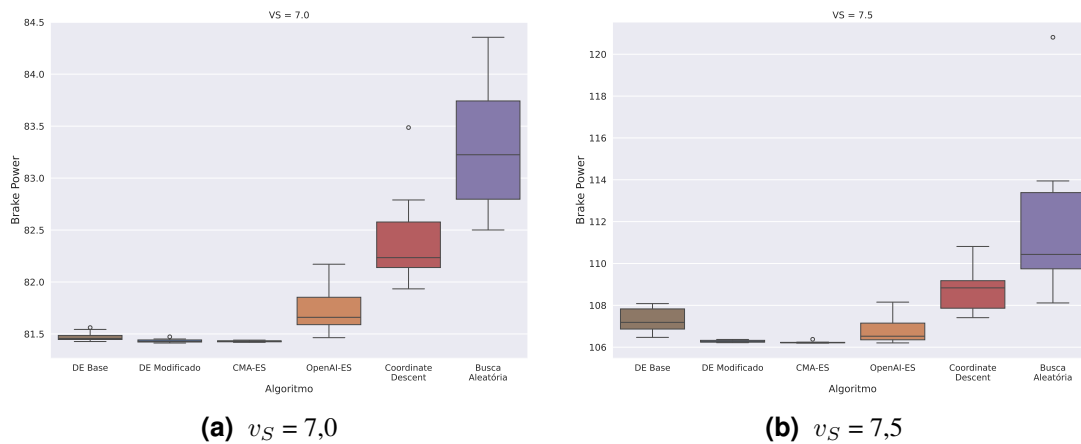 VS = 7.0
84.5
84.0
83.5
83.0
82.5
82.0
81.5
Brake Power
DE Base
DE Modificado
CMA-ES
OpenAI-ES
Coordinate
Descent
Busca
Aleatória
Algoritmo
(a) v_S = 7,0
VS = 7.5
120
118
116
114
112
110
108
106
Brake Power
DE Base
DE Modificado
CMA-ES
OpenAI-ES
Coordinate
Descent
Busca
Aleatória
Algoritmo
(b) v_S = 7,5